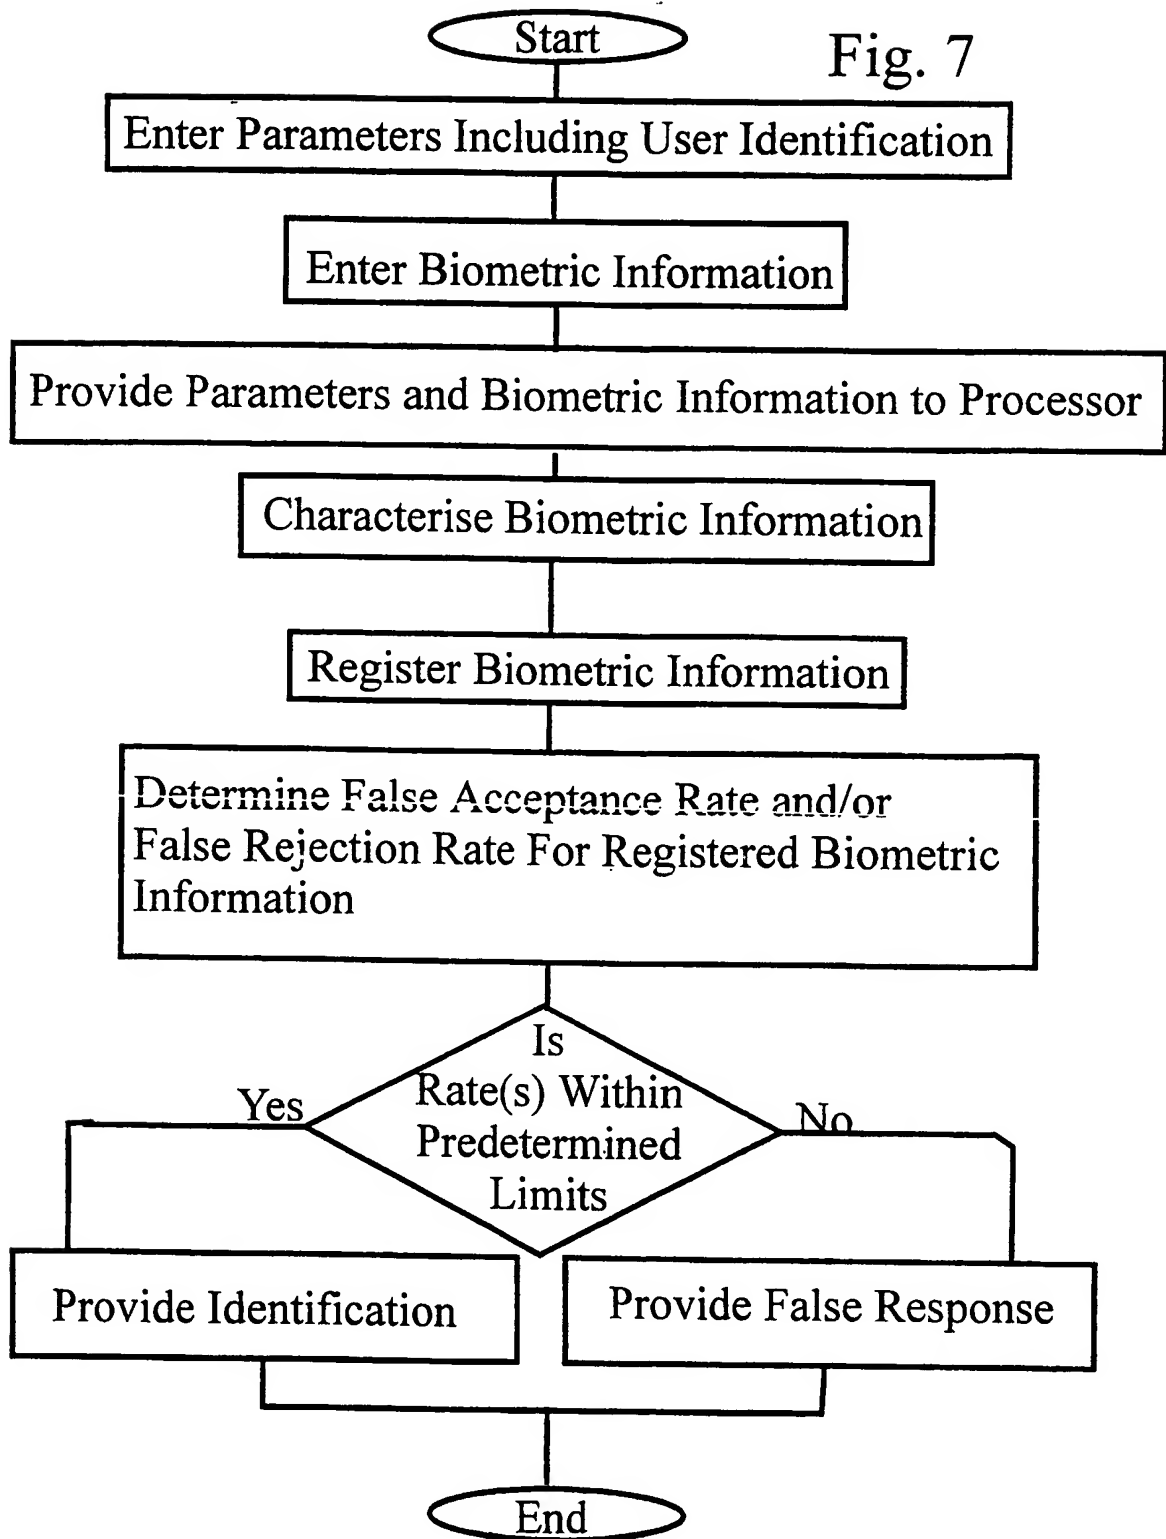 Start
Fig. 7
Enter Parameters Including User Identification
Enter Biometric Information
Provide Parameters and Biometric Information to Processor
Characterise Biometric Information
Register Biometric Information
Determine False Acceptance Rate and/or
False Rejection Rate For Registered Biometric
Information
Is
Rate(s) Within
Predetermined
Limits
Yes
No
Provide Identification
Provide False Response
End